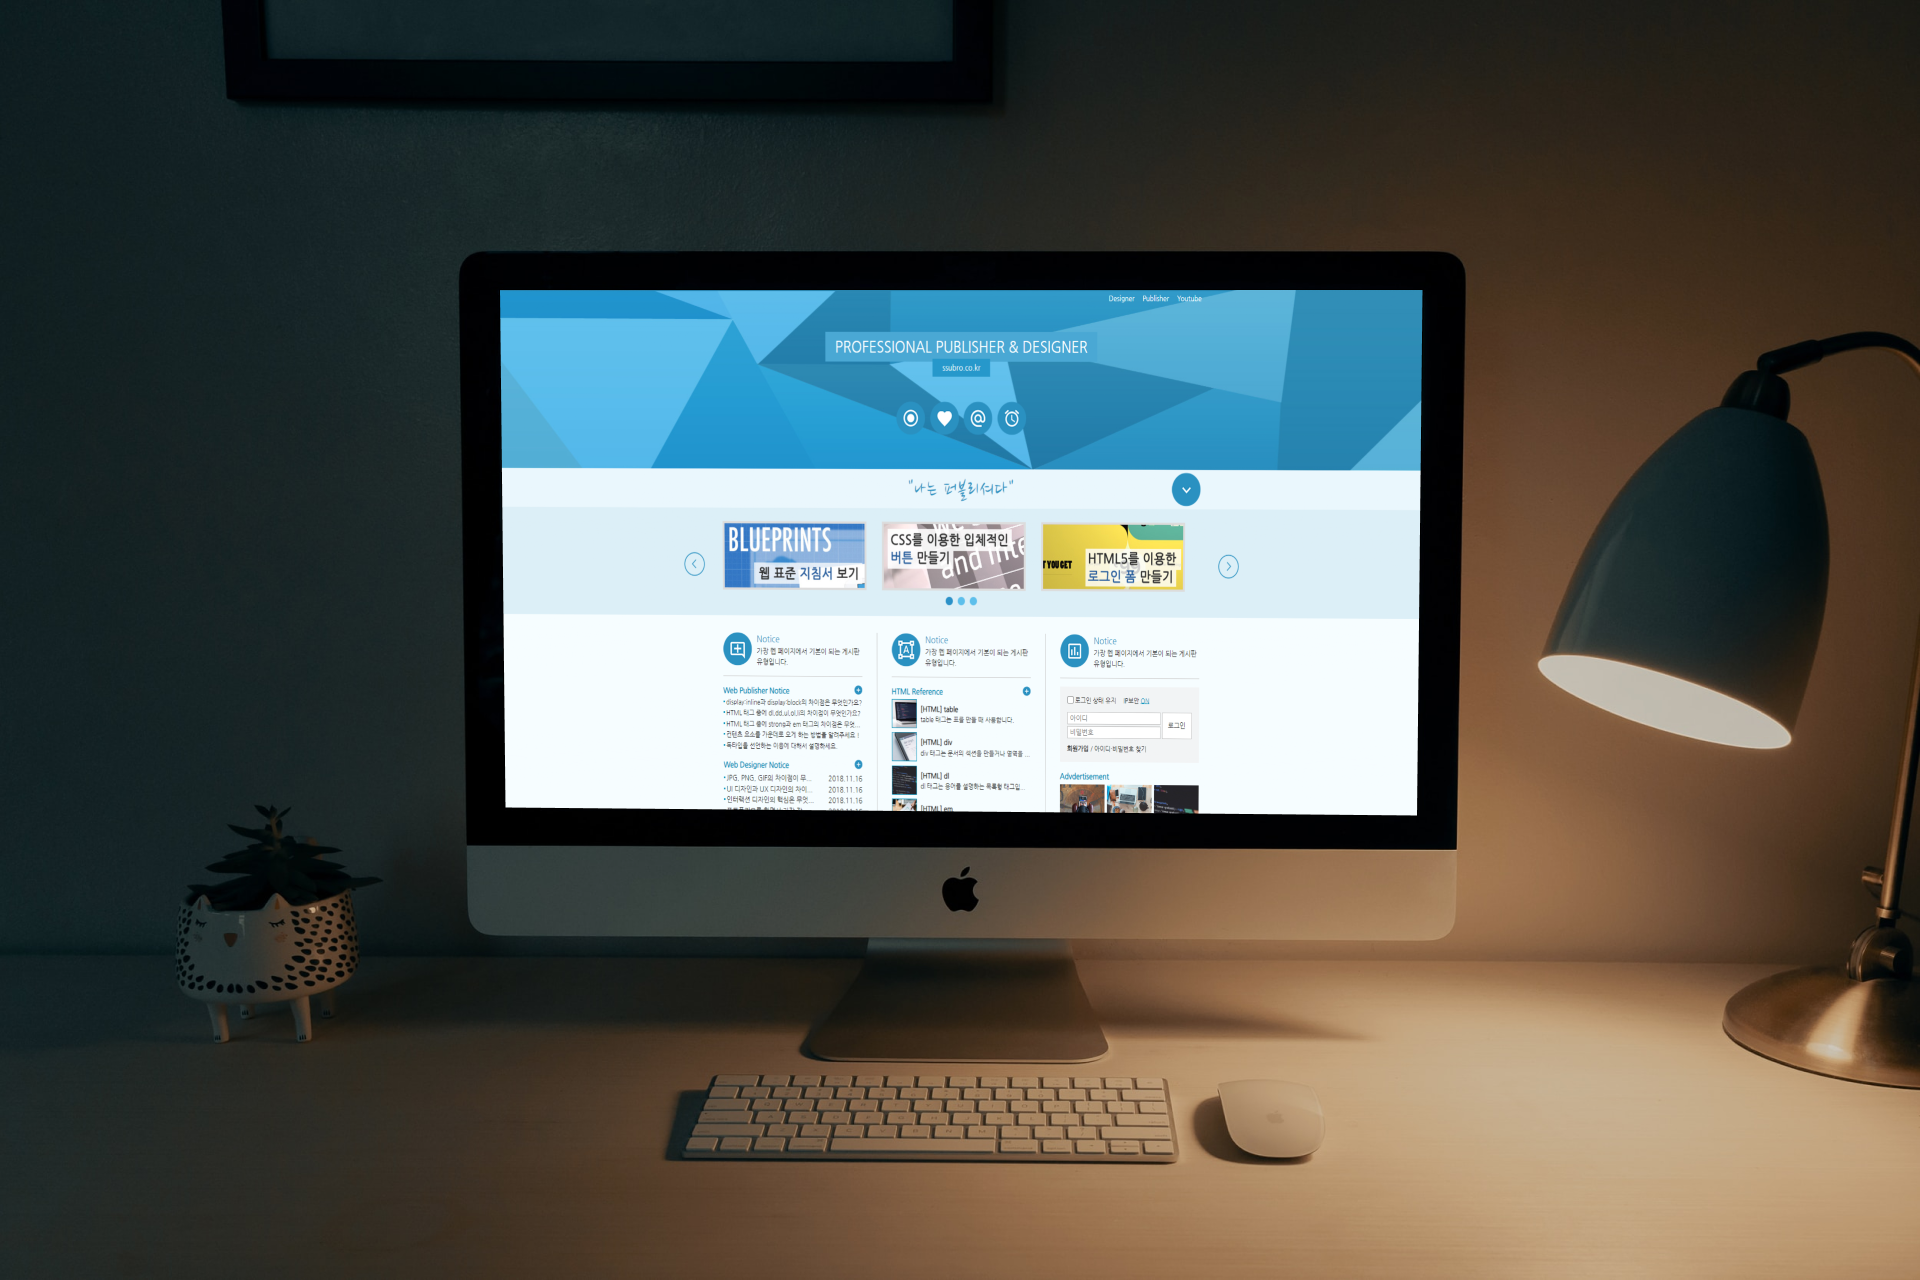 Designer Publisher Youtube
PROFESSIONAL PUBLISHER & DESIGNER
ssubro.co.kr
"나는 퍼블리셔다"
BLUEPRINTS
웹 표준 지침서 보기
CSS를 이용한 입체적인
버튼 만들기
and inte
T YOU GET
HTML5를 이용한
로그인 폼 만들기
Notice
가장 웹 페이지에서 기본이 되는 게시판
유형입니다.
Web Publisher Notice
display:inline과 display:block의 차이점은 무엇인가요?
HTML 태그 중에 dl,dd,ul,ol,li의 차이점이 무엇인가요?
HTML 태그 중에 strong과 em 태그의 차이점은 무엇...
컨텐츠 요소를 가운데로 오게 하는 방법을 알려주세요!
독타입을 선언하는 이유에 대해서 설명하세요.
Web Designer Notice
JPG, PNG, GIF의 차이점이 무... 2018.11.16
UI 디자인과 UX 디자인의 차이... 2018.11.16
인터랙션 디자인의 핵심은 무엇... 2018.11.16
Notice
가장 웹 페이지에서 기본이 되는 게시판
유형입니다.
HTML Reference
[HTML] table
table 태그는 표를 만들 때 사용합니다.
[HTML] div
div 태그는 문서의 섹션을 만들거나 영역을 ...
[HTML] dl
dl 태그는 용어를 설명하는 목록형 태그입...
[HTML] em
Notice
가장 웹 페이지에서 기본이 되는 게시판
유형입니다.
로그인 상태 유지 IP보안 ON
아이디
로그인
비밀번호
회원가입 / 아이디·비밀번호 찾기
Advdertisement